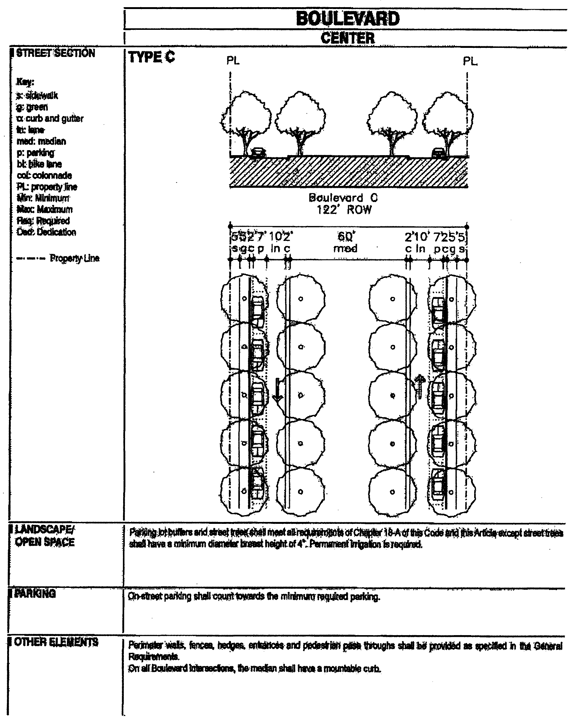 BOULEVARD
CENTER
STREET SECTION
Key:
s: sidewalk
g: green
c: curb and gutter
ln: lane
med: median
p: parking
bl: bike lane
col: colonnade
PL: property line
Min: Minimum
Max: Maximum
Req: Required
Ded: Dedication
Property Line
TYPE C
PL PL
Boulevard C
122' ROW
5'5'2'7' 10'2' 60' 2'10' 7'25'5'
s g c p ln c med c ln p c g s
LANDSCAPE/
OPEN SPACE
Parking lot buffers and street trees shall meet all requirements of Chapter 18-A of this Code and this Article except street trees
shall have a minimum diameter breast height of 4". Permanent irrigation is required.
PARKING
On-street parking shall count towards the minimum required parking.
OTHER ELEMENTS
Perimeter walls, fences, hedges, entrances and pedestrian pass throughs shall be provided as specified in the General
Requirements.
On all Boulevard intersections, the median shall have a mountable curb.